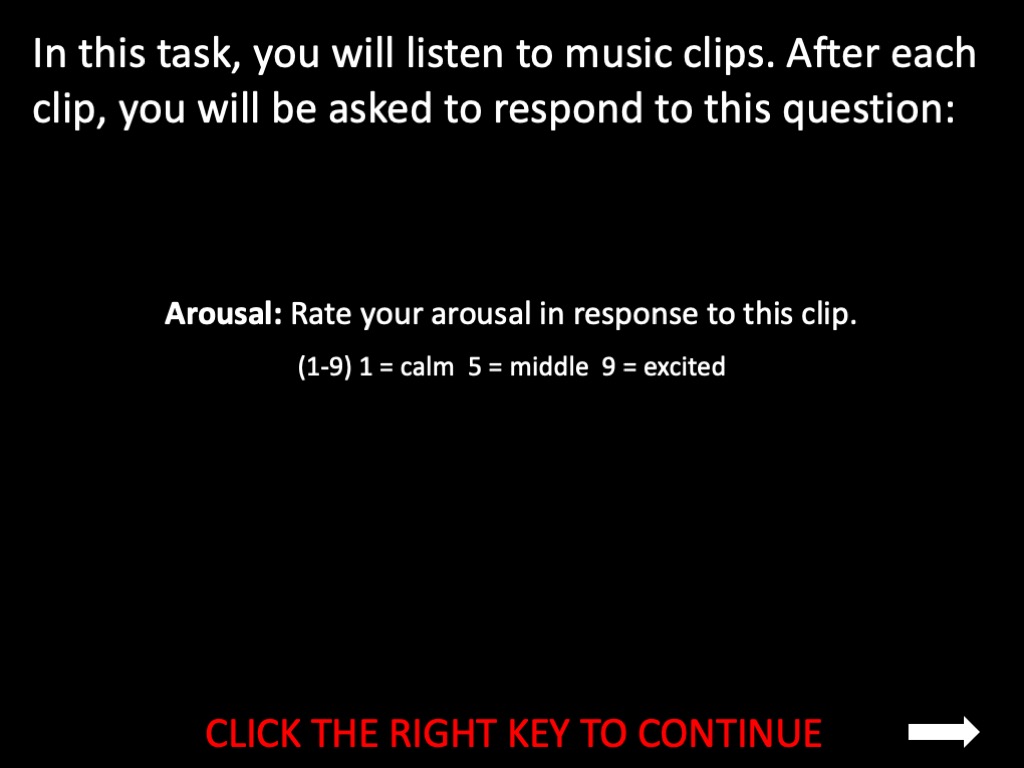 In this task, you will listen to music clips. After each
clip, you will be asked to respond to this question:
Arousal: Rate your arousal in response to this clip.
(1-9) 1 = calm  5 = middle  9 = excited
CLICK THE RIGHT KEY TO CONTINUE